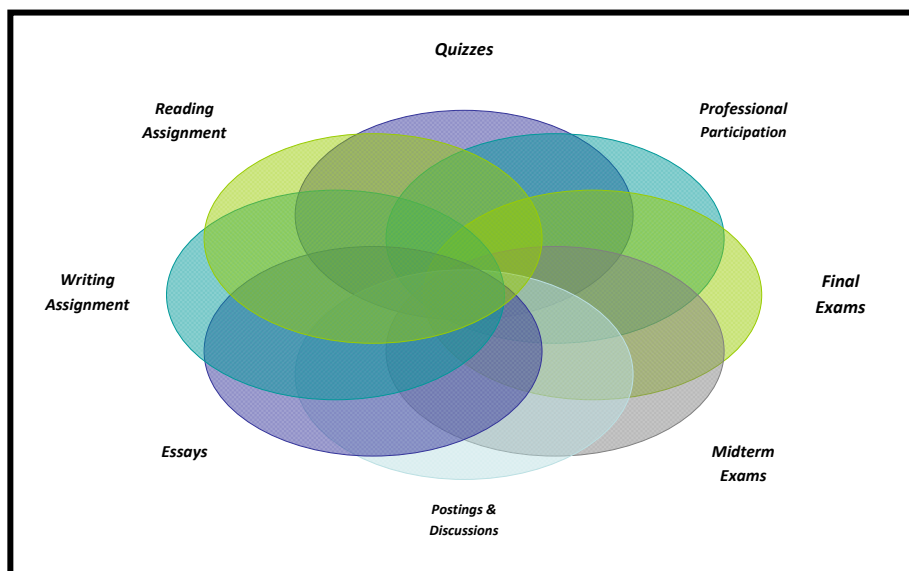 Quizzes
Reading
Assignment
Professional
Participation
Writing
Assignment
Final
Exams
Essays
Midterm
Exams
Postings &
Discussions